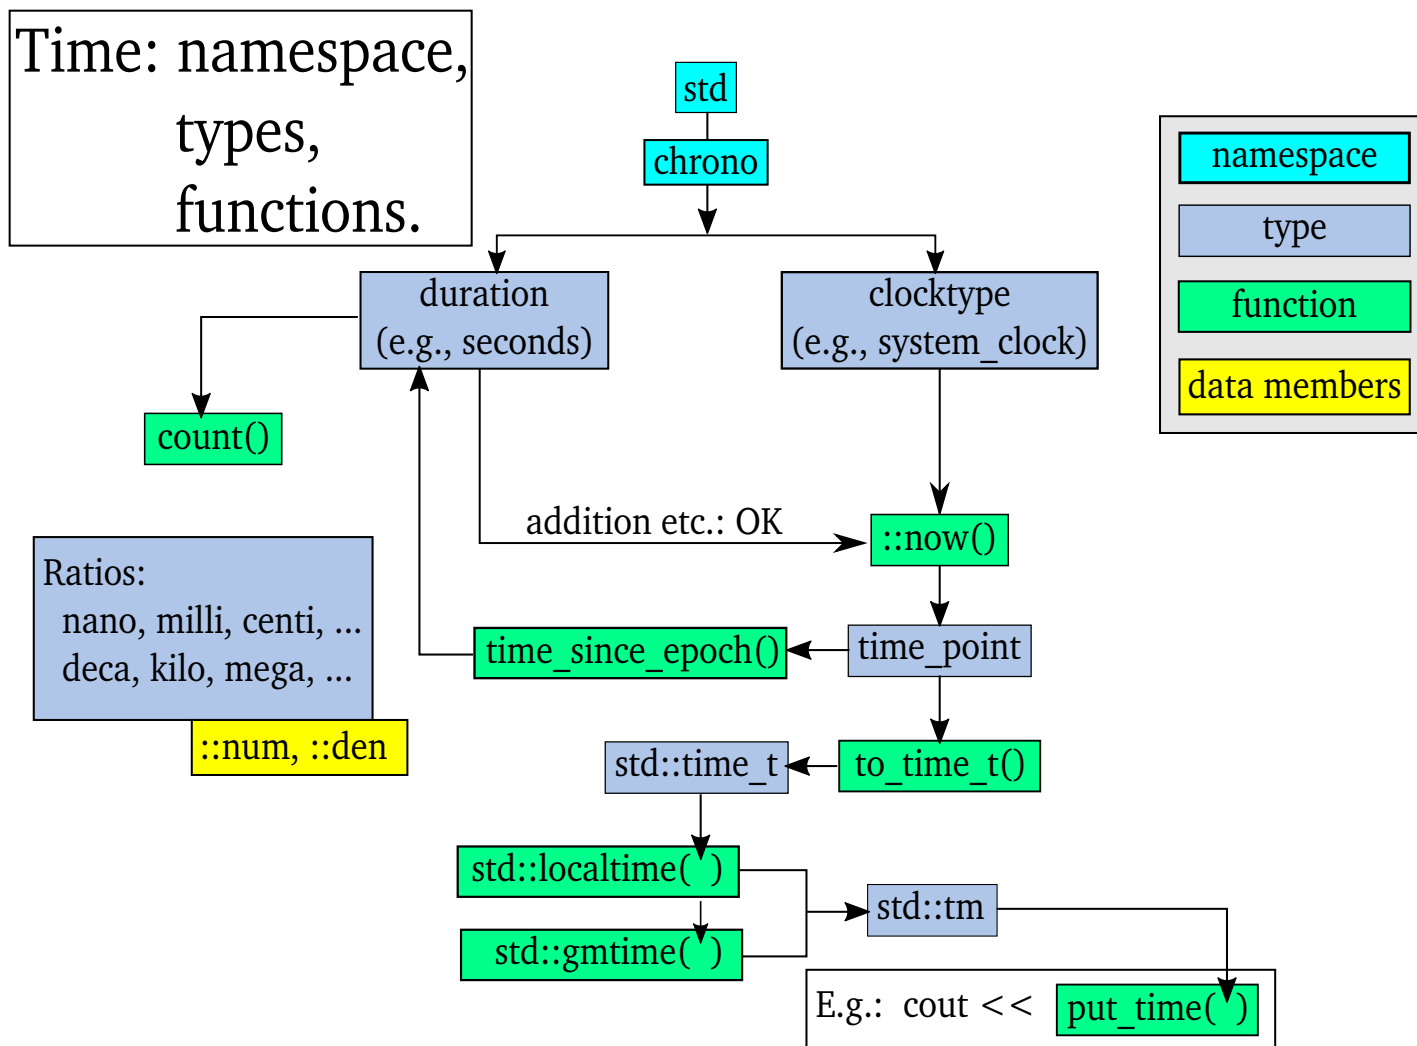 Time: namespace,
types,
functions.
std
chrono
namespace
type
function
data members
duration
(e.g., seconds)
clocktype
(e.g., system_clock)
count()
addition etc.: OK
::now()
Ratios:
nano, milli, centi, ...
deca, kilo, mega, ...
::num, ::den
time_since_epoch()
time_point
std::time_t
to_time_t()
std::localtime( )
std::gmtime( )
std::tm
E.g.: cout << put_time( )